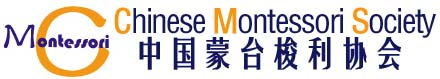 Montessori
Chinese Montessori Society
中国蒙台梭利协会